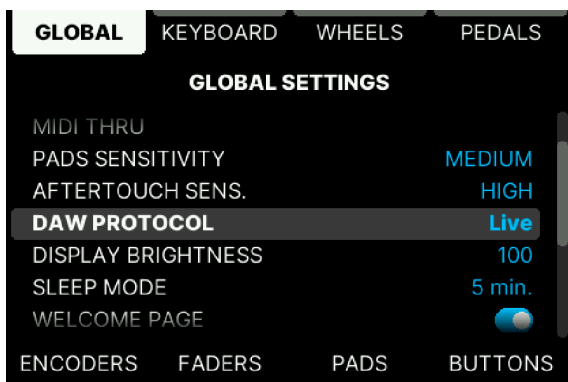 GLOBAL KEYBOARD WHEELS PEDALS
GLOBAL SETTINGS
MIDI THRU
PADS SENSITIVITY MEDIUM
AFTERTOUCH SENS. HIGH
DAW PROTOCOL Live
DISPLAY BRIGHTNESS 100
SLEEP MODE 5 min.
WELCOME PAGE
ENCODERS FADERS PADS BUTTONS